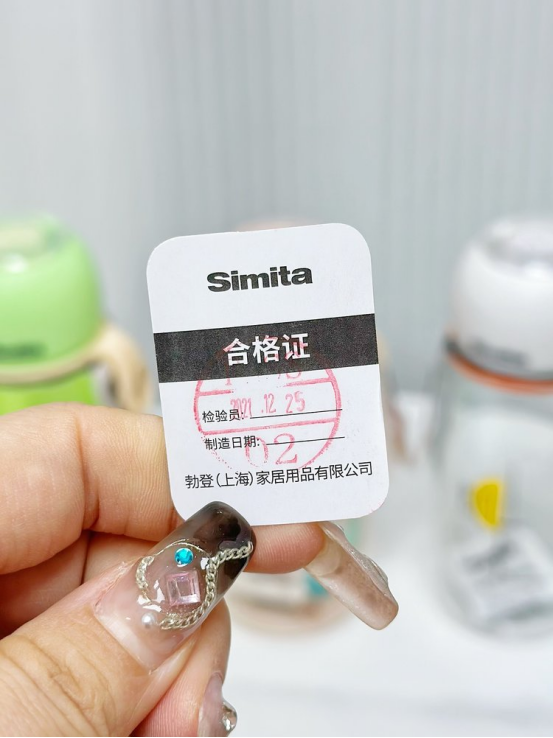 Simita
合格证
检验员:
2021.12.25
制造日期:
02
勃登(上海)家居用品有限公司